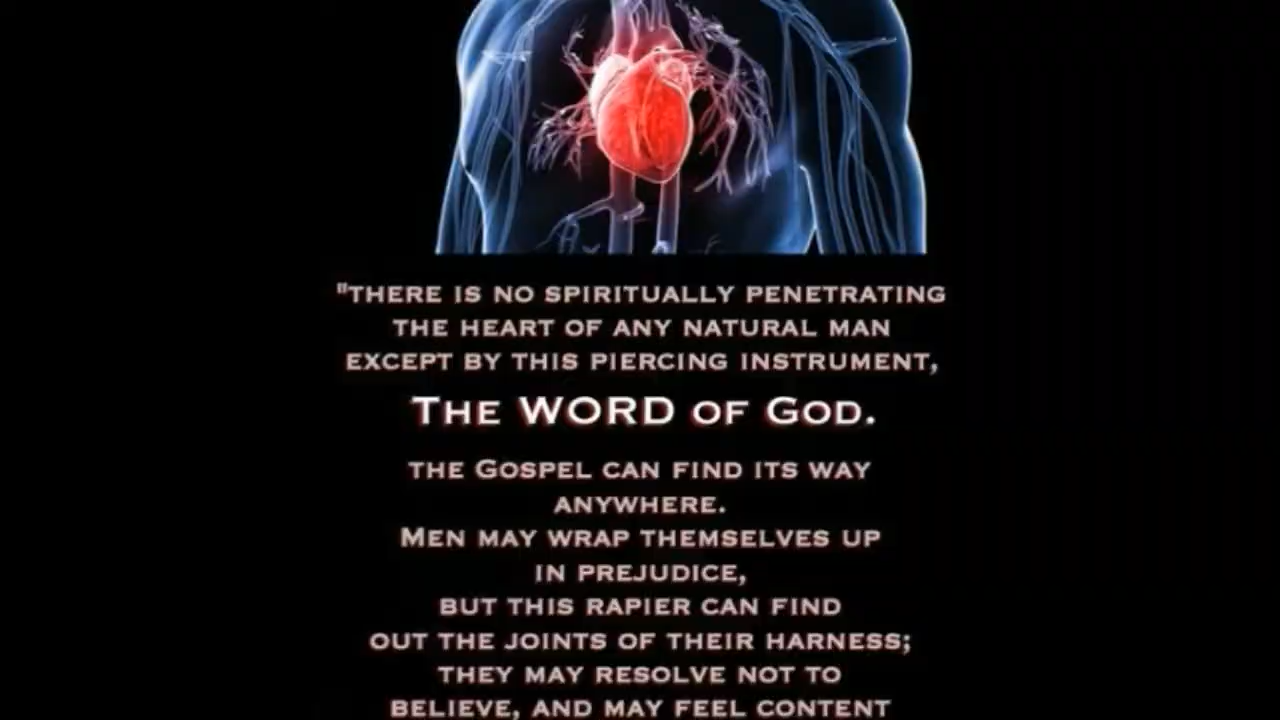 "There is no spiritually penetrating
the heart of any natural man
except by this piercing instrument,
The WORD of God.
the Gospel can find its way
anywhere.
Men may wrap themselves up
in prejudice,
but this rapier can find
out the joints of their harness;
they may resolve not to
believe, and may feel content